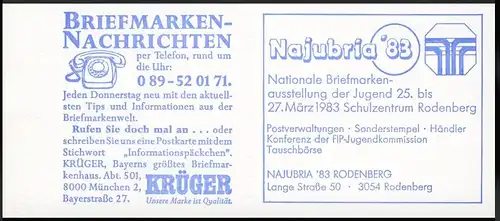 BRIEFMARKEN-
NACHRICHTEN
per Telefon, rund um
die Uhr:
0 89-52 01 71.
Jeden Donnerstag neu mit den aktuell-
sten Tips und Informationen aus der
Briefmarkenwelt.
Rufen Sie doch mal an . . . oder
schreiben Sie uns eine Postkarte mit dem
Stichwort „Informationspäckchen".
KRÜGER, Bayerns größtes Briefmar-
kenhaus. Abt. 501,
8000 München 2,
Bayerstraße 27.
KRÜGER
Unsere Marke ist Qualität.
Najubria '83
Nationale Briefmarken-
ausstellung der Jugend 25. bis
27. März 1983 Schulzentrum Rodenberg
Postverwaltungen · Sonderstempel · Händler
Konferenz der FIP-Jugendkommission
Tauschbörse
NAJUBRIA '83 RODENBERG
Lange Straße 50 · 3054 Rodenberg